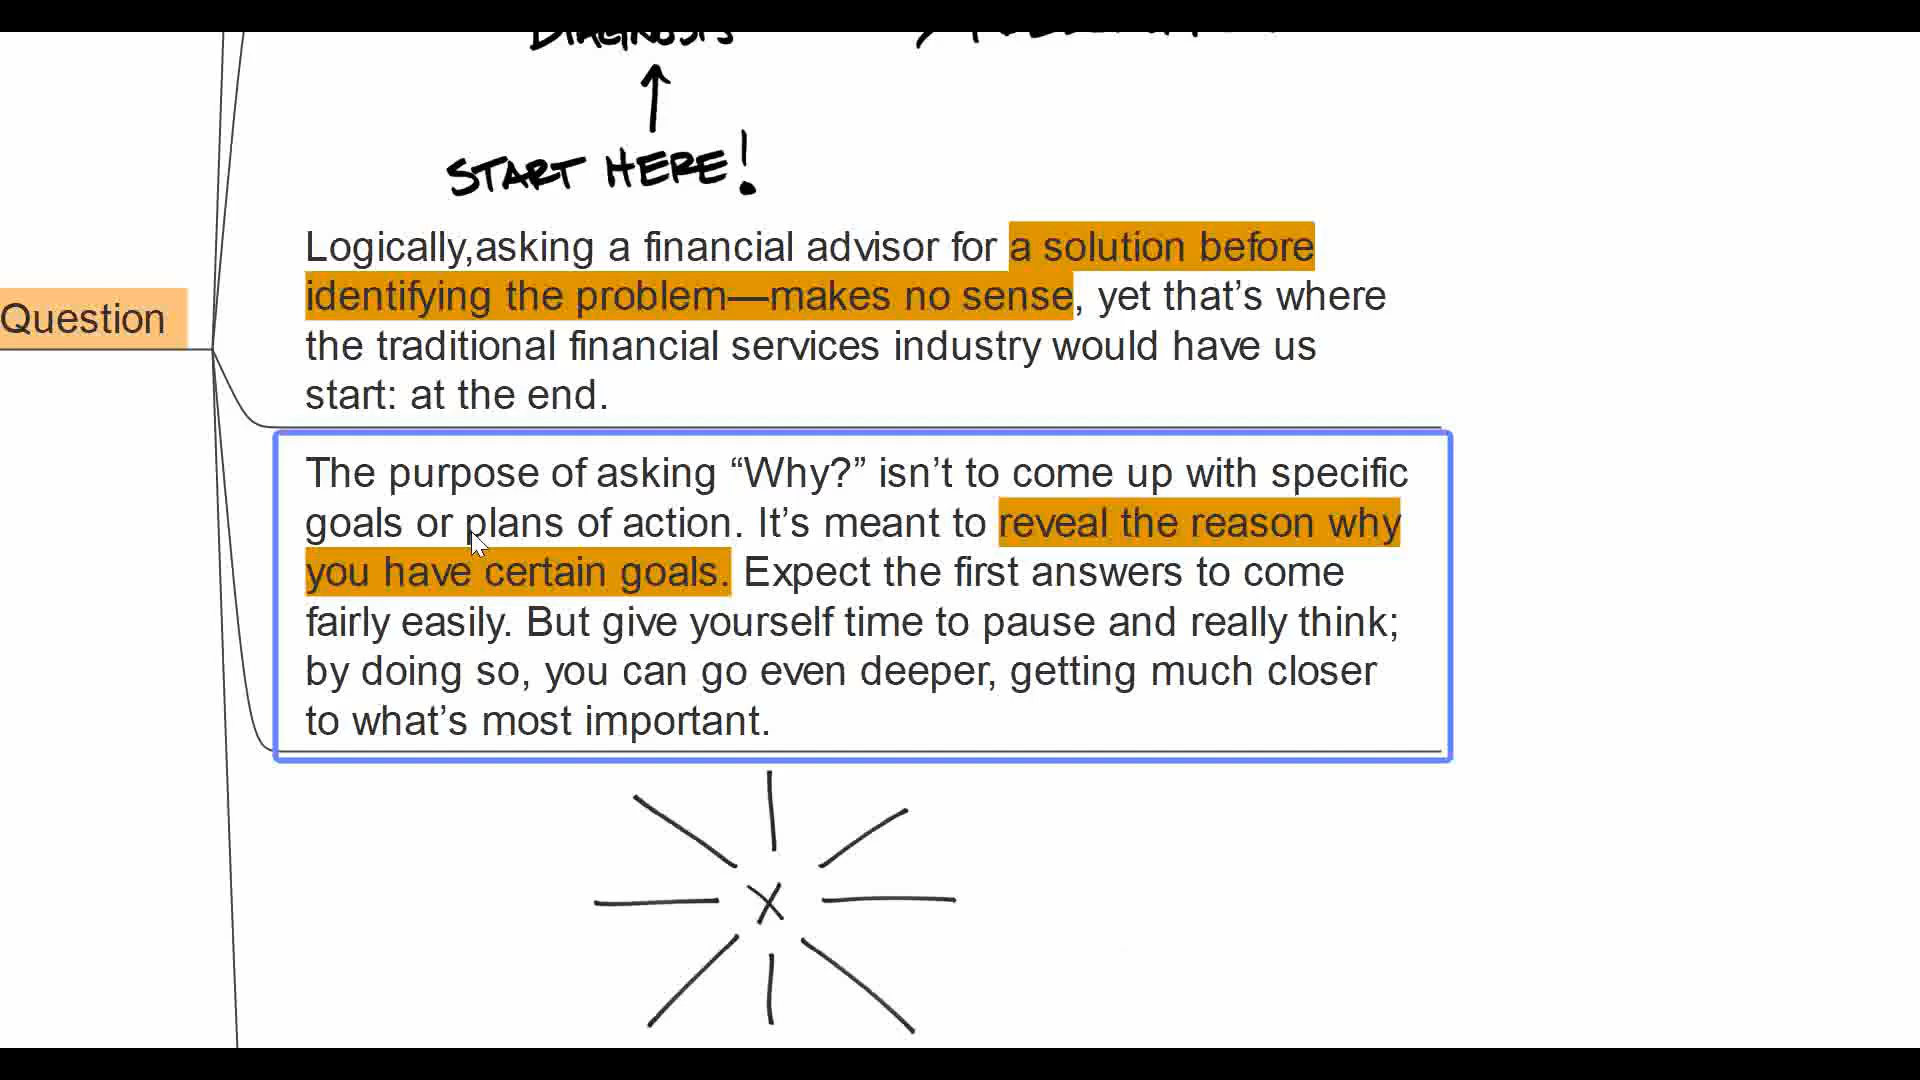 DIAGNOSIS
START HERE!
Logically,asking a financial advisor for a solution before
identifying the problem—makes no sense, yet that’s where
the traditional financial services industry would have us
start: at the end.
Question
The purpose of asking “Why?” isn’t to come up with specific
goals or plans of action. It’s meant to reveal the reason why
you have certain goals. Expect the first answers to come
fairly easily. But give yourself time to pause and really think;
by doing so, you can go even deeper, getting much closer
to what’s most important.
X